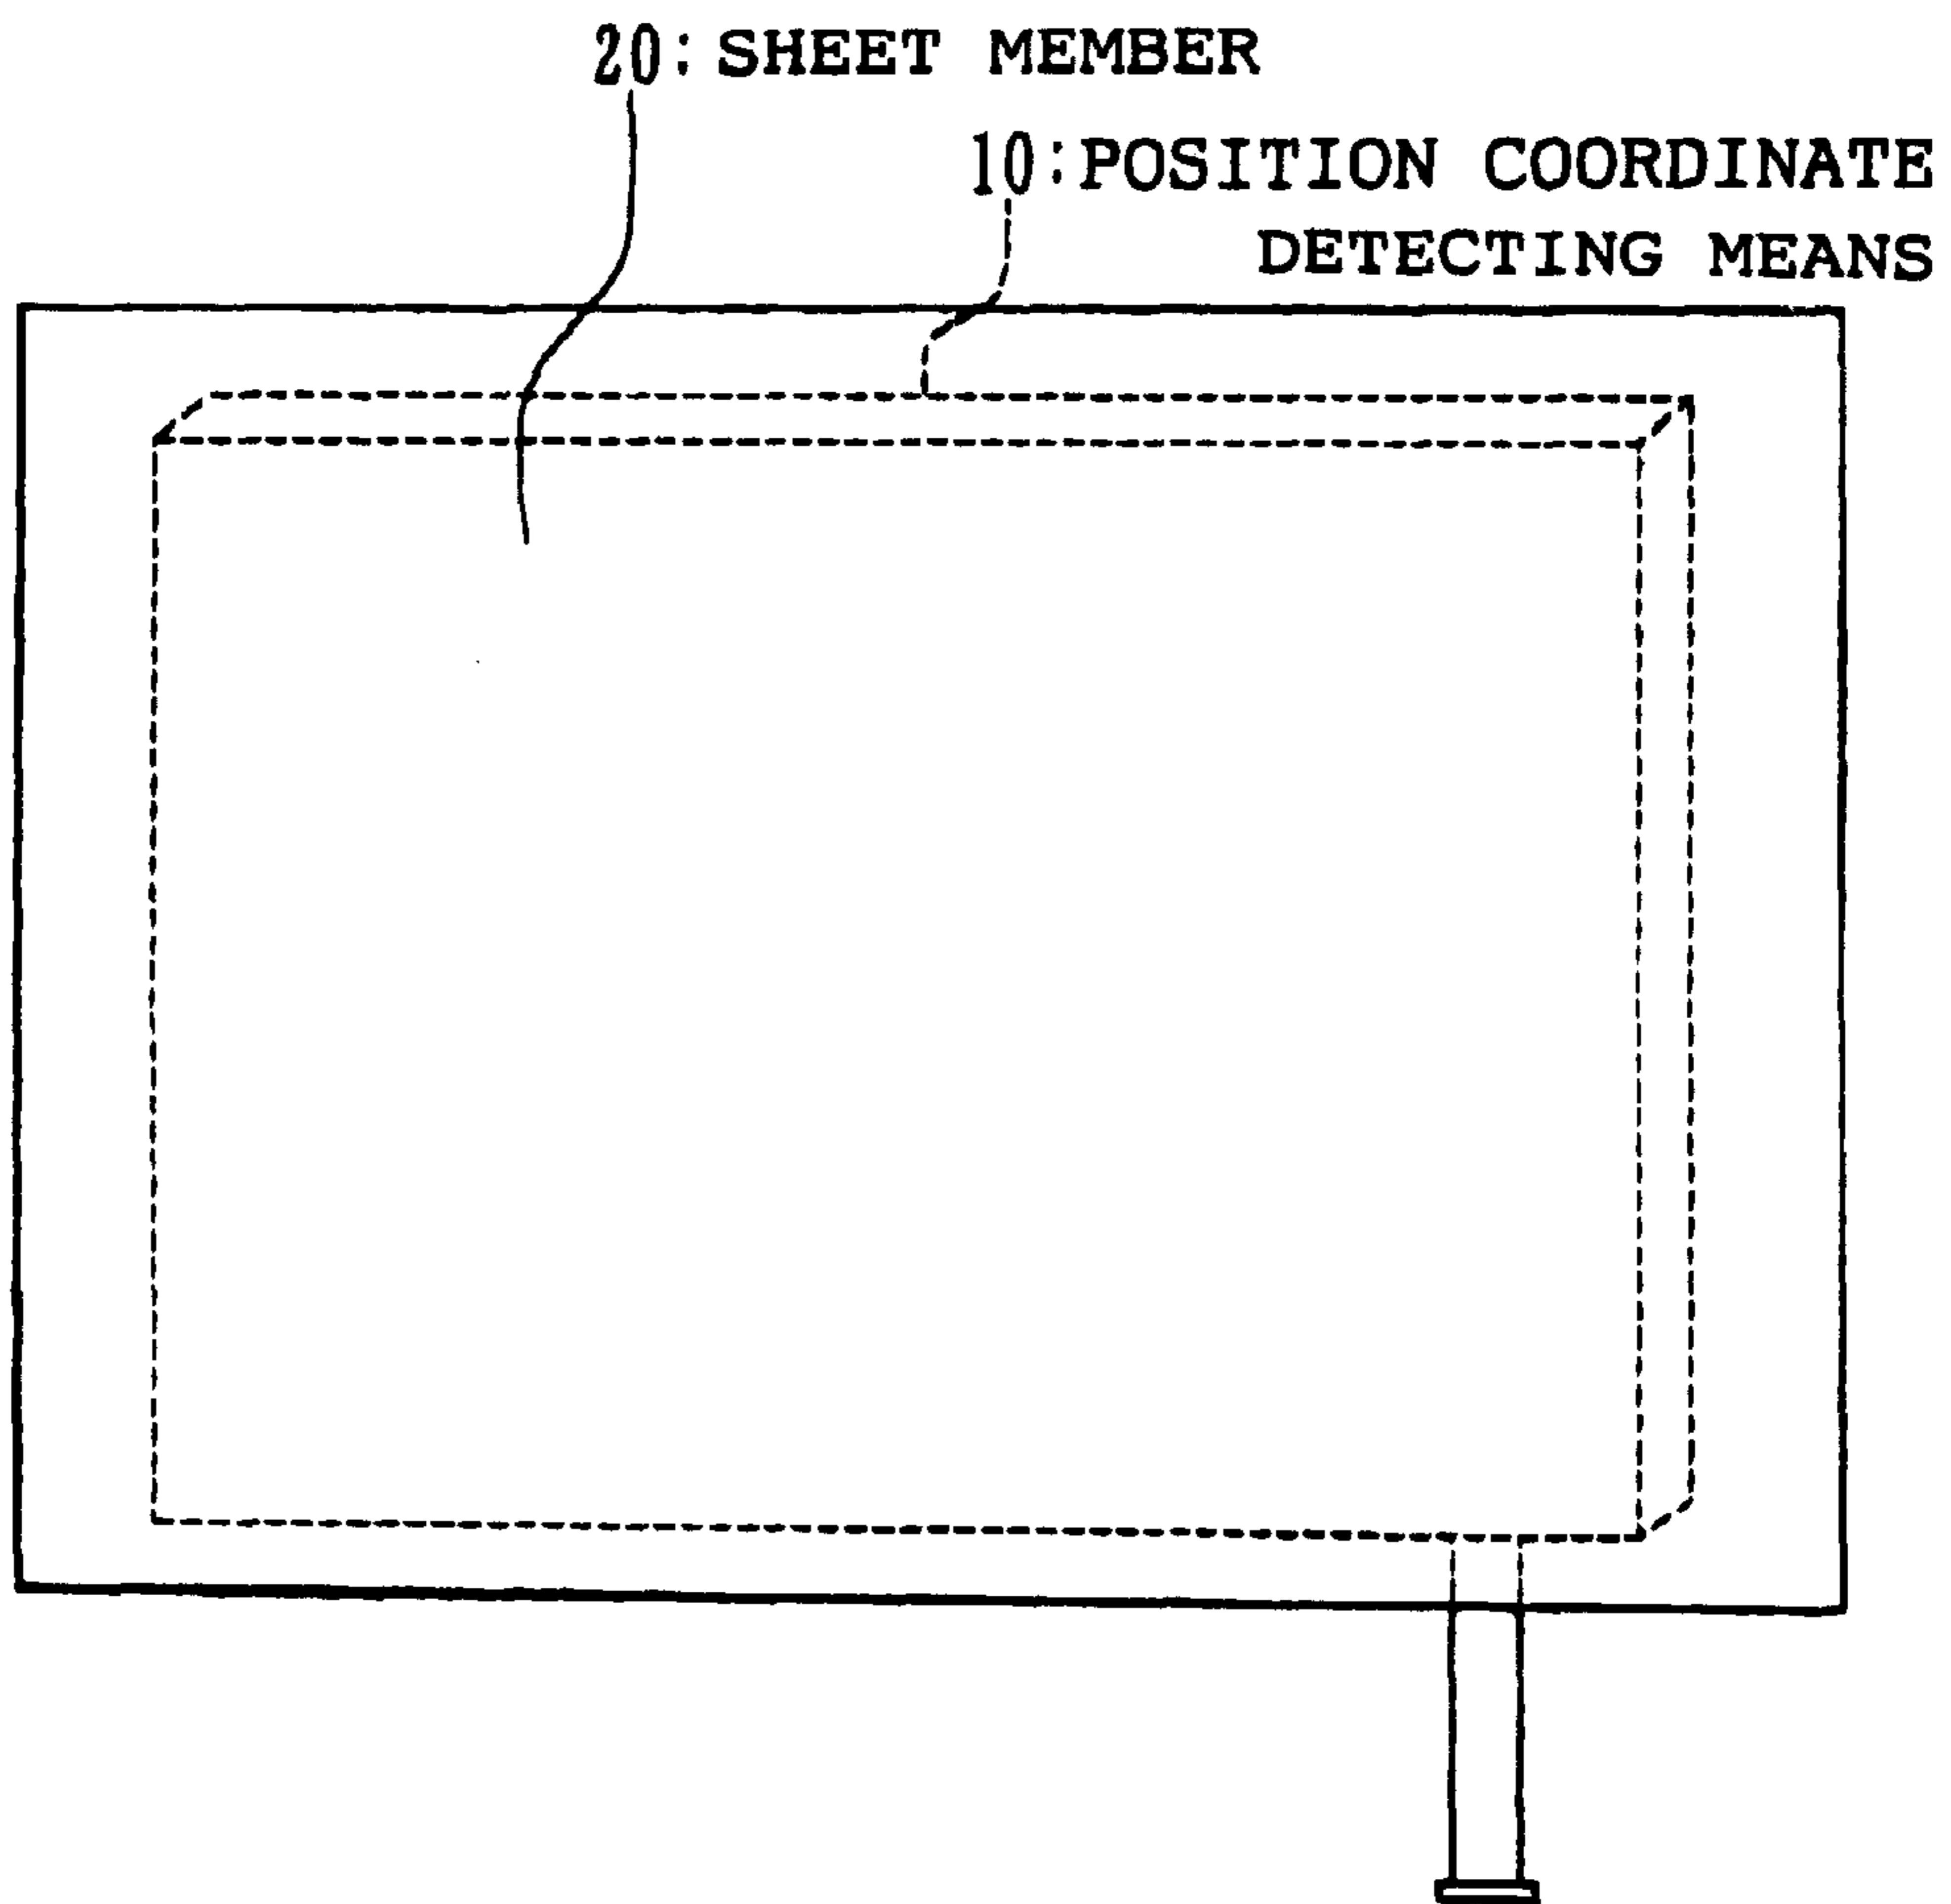 20: SHEET MEMBER
10: POSITION COORDINATE
DETECTING MEANS